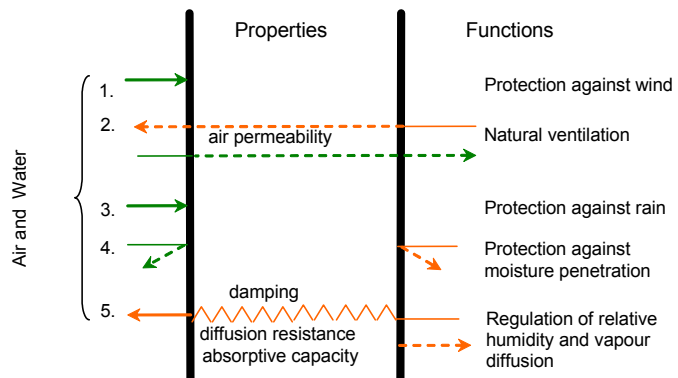 Properties
Functions
Air and Water
1.
Protection against wind
2.
air permeability
Natural ventilation
3.
Protection against rain
4.
Protection against
moisture penetration
damping
5.
diffusion resistance
absorptive capacity
Regulation of relative
humidity and vapour
diffusion